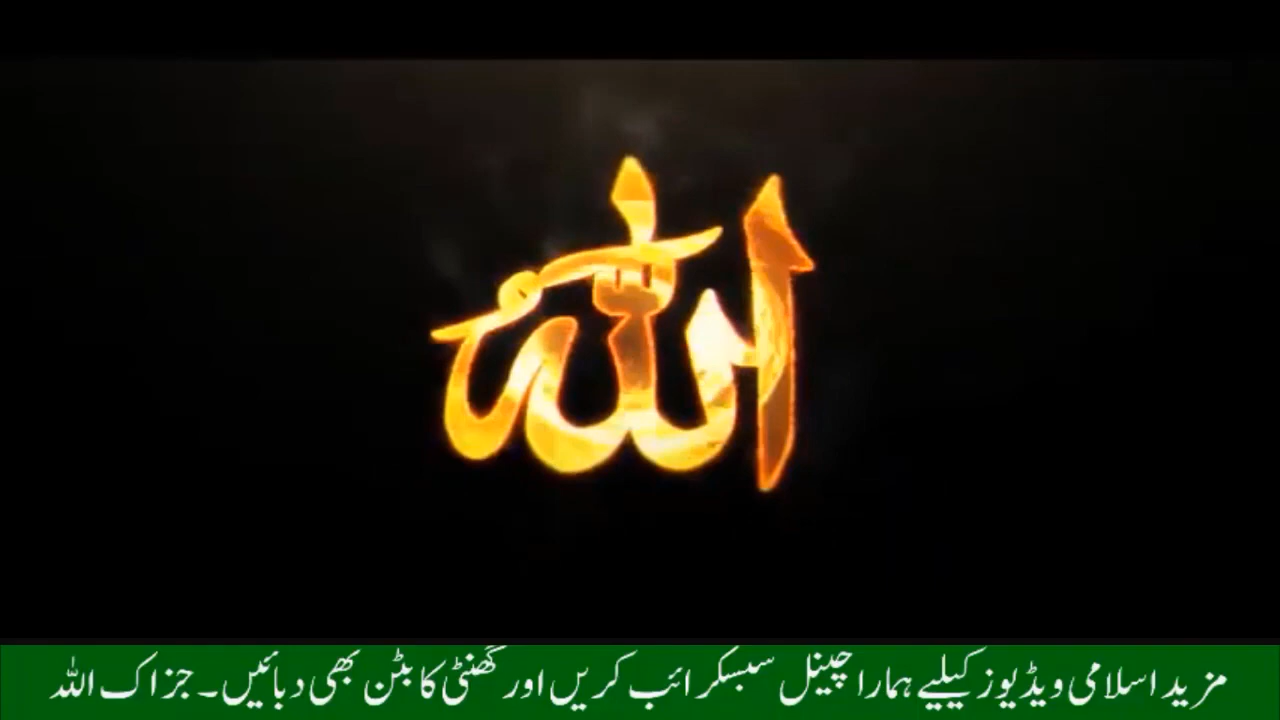 الله
مزید اسلامی ویڈیوز کیلیے ہمارا چینل سبسکرائب کریں اور گھنٹی کا بٹن بھی دبائیں۔ جزاک اللہ